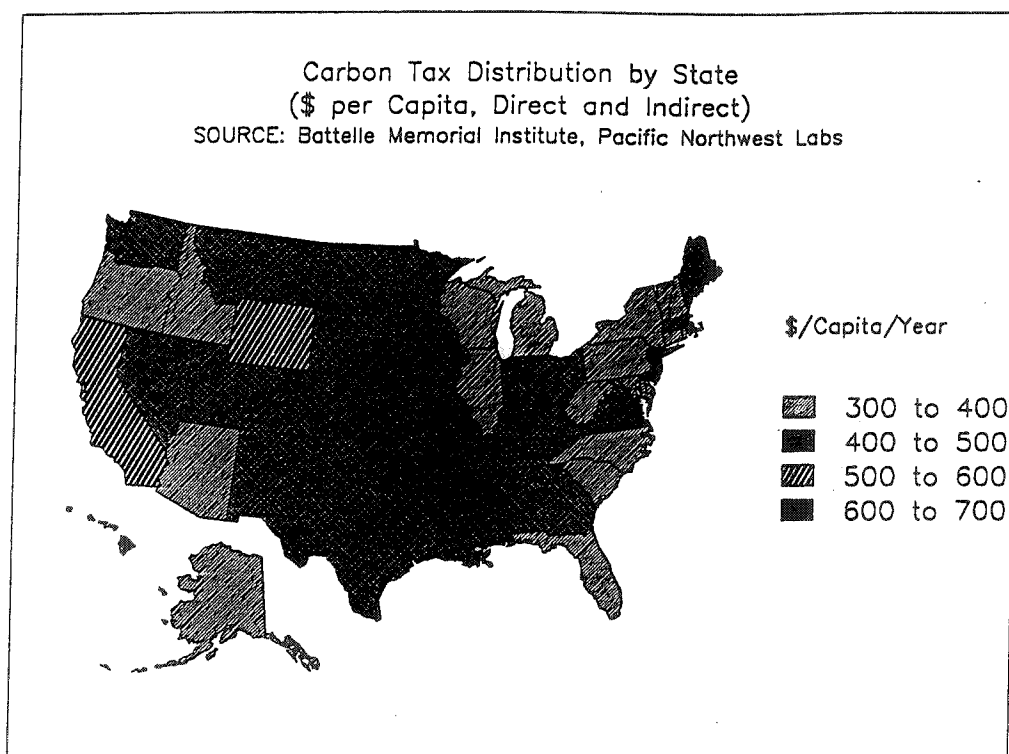 Carbon Tax Distribution by State
($ per Capita, Direct and Indirect)
SOURCE: Battelle Memorial Institute, Pacific Northwest Labs
$/Capita/Year
300 to 400
400 to 500
500 to 600
600 to 700